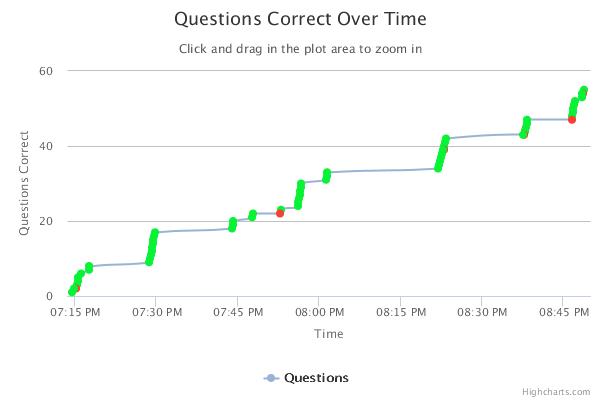 Questions Correct Over Time
Click and drag in the plot area to zoom in
Questions Correct
60
40
20
0
07:15 PM 07:30 PM 07:45 PM 08:00 PM 08:15 PM 08:30 PM 08:45 PM
Time
Questions
Highcharts.com